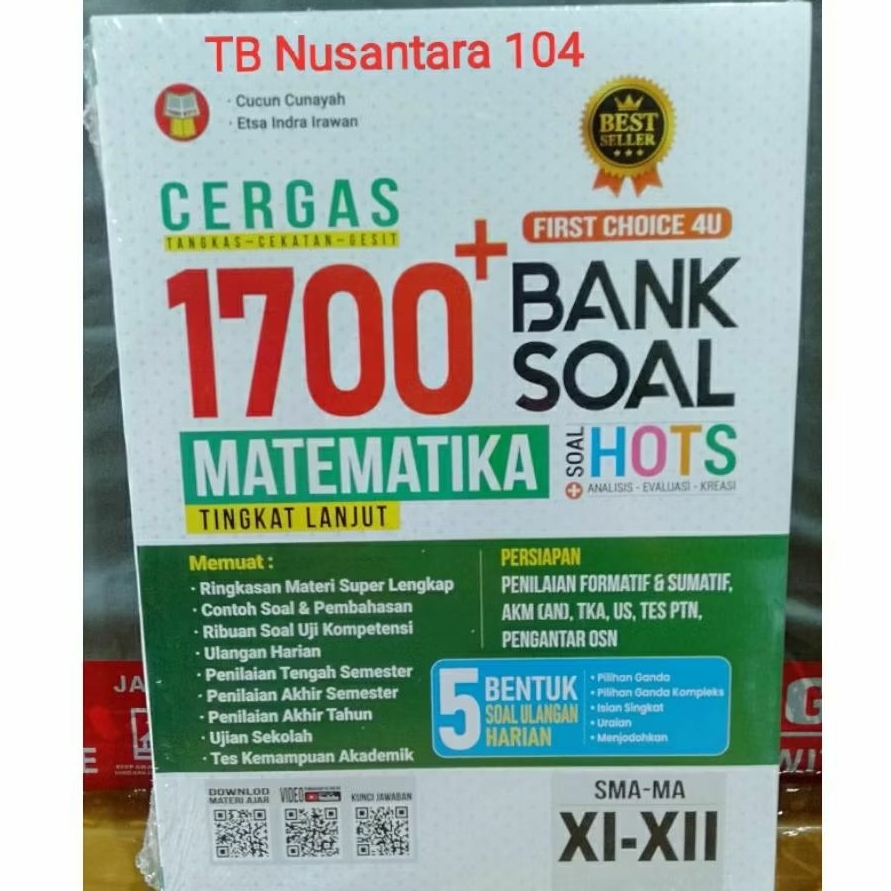 TB Nusantara 104
· Cucun Cunayah
· Etsa Indra Irawan
BEST
SELLER
CERGAS
TANGKAS-CEKATAN-GESIT
FIRST CHOICE 4U
1700+
BANK
SOAL
MATEMATIKA
TINGKAT LANJUT
+ SOAL HOTS
ANALISIS - EVALUASI - KREASI
Memuat :
· Ringkasan Materi Super Lengkap
· Contoh Soal & Pembahasan
· Ribuan Soal Uji Kompetensi
· Ulangan Harian
· Penilaian Tengah Semester
· Penilaian Akhir Semester
· Penilaian Akhir Tahun
· Ujian Sekolah
· Tes Kemampuan Akademik
PERSIAPAN
PENILAIAN FORMATIF & SUMATIF,
AKM (AN), TKA, US, TES PTN,
PENGANTAR OSN
5 BENTUK
SOAL ULANGAN
HARIAN
• Pilihan Ganda
• Pilihan Ganda Kompleks
• Isian Singkat
• Uraian
• Menjodohkan
DOWNLOD
MATERI AJAR
VIDEO
YouTube
KUNCI JAWABAN
SMA-MA
XI-XII
JA
E
G
WIT